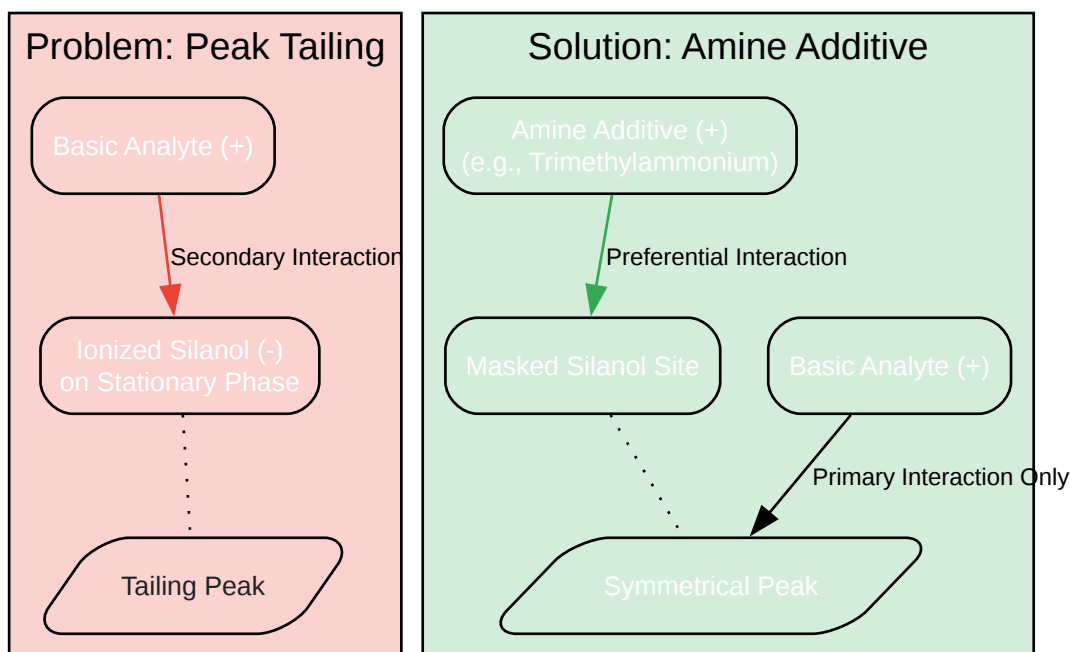 Problem: Peak Tailing
Basic Analyte (+)
Secondary Interaction
Ionized Silanol (-)
on Stationary Phase
Tailing Peak
Solution: Amine Additive
Amine Additive (+)
(e.g., Trimethylammonium)
Preferential Interaction
Masked Silanol Site
Basic Analyte (+)
Primary Interaction Only
Symmetrical Peak